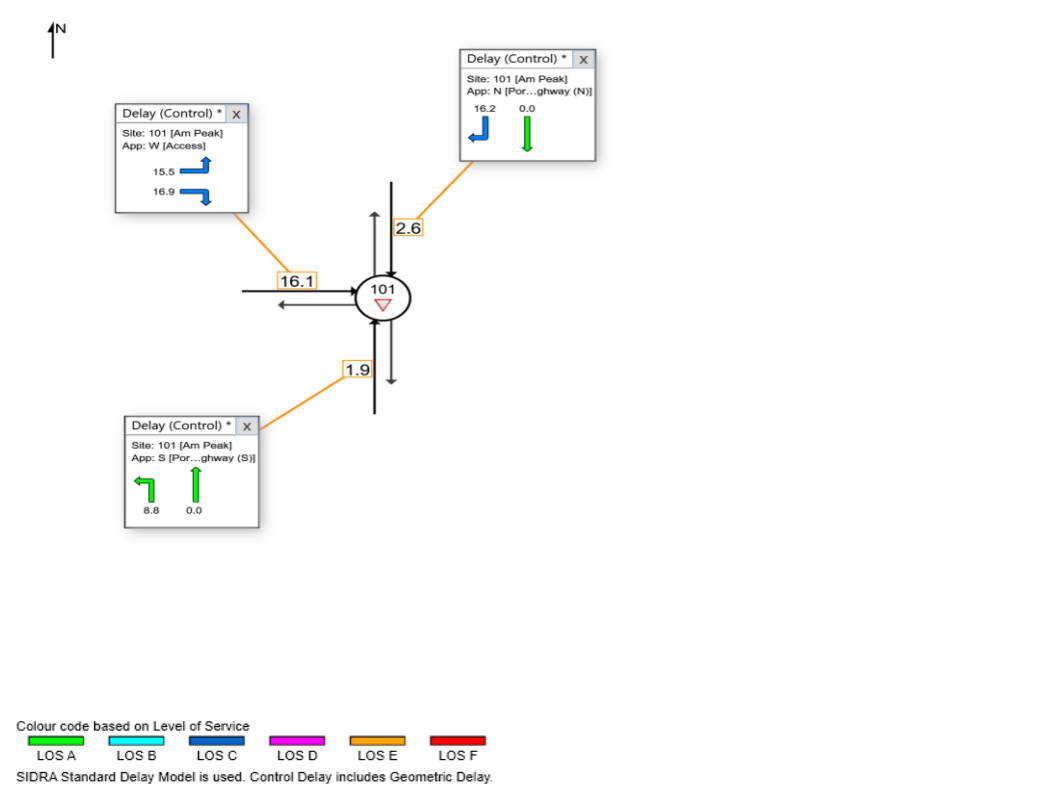 N
Delay (Control) * x
Site: 101 [Am Peak]
App: N [Por...ghway (N)]
16.2 0.0
Delay (Control) * x
Site: 101 [Am Peak]
App: W [Access]
15.5
16.9
2.6
16.1
101
1.9
Delay (Control) * x
Site: 101 [Am Peak]
App: S [Por...ghway (S)]
8.8 0.0
Colour code based on Level of Service
LOS A LOS B LOS C LOS D LOS E LOS F
SIDRA Standard Delay Model is used. Control Delay includes Geometric Delay.